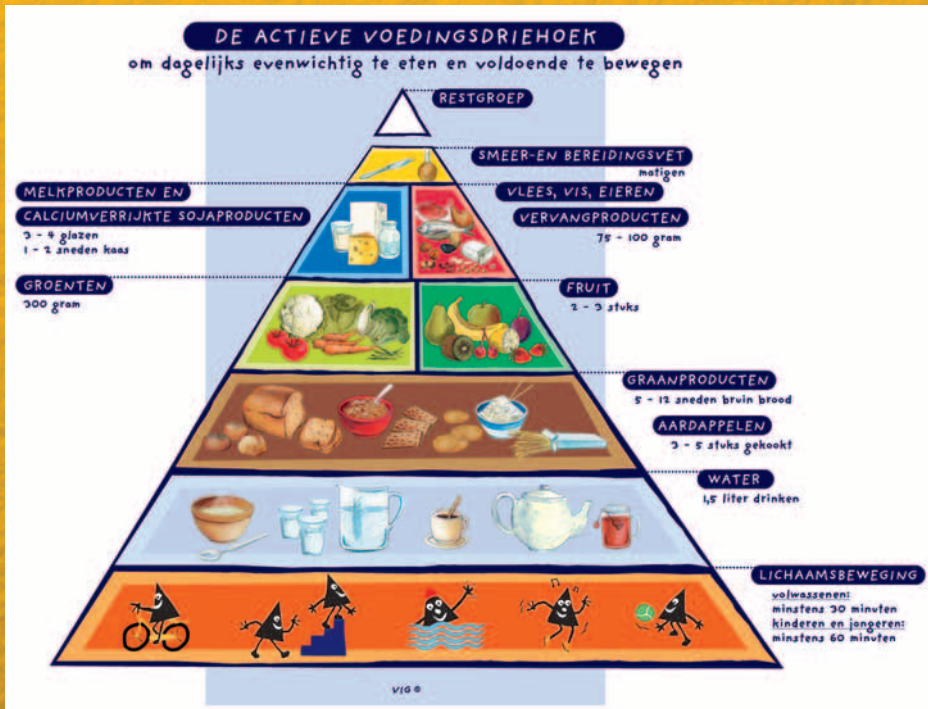 DE ACTIEVE VOEDINGSDRIEHOEK
om dagelijks evenwichtig te eten en voldoende te bewegen
RESTGROEP
SMEER-EN BEREIDINGSVET
matigen
MELKPRODUCTEN EN
CALCIUMVERRIJKTE SOJAPRODUCTEN
3 - 4 glazen
1 - 2 sneden kaas
VLEES, VIS, EIEREN
VERVANGPRODUCTEN
75 - 100 gram
GROENTEN
300 gram
FRUIT
2 - 3 stuks
GRAANPRODUCTEN
5 - 12 sneden bruin brood
AARDAPPELEN
3 - 5 stuks gekookt
WATER
1,5 liter drinken
LICHAAMSBEWEGING
volwassenen:
minstens 30 minuten
kinderen en jongeren:
minstens 60 minuten
VIG ©